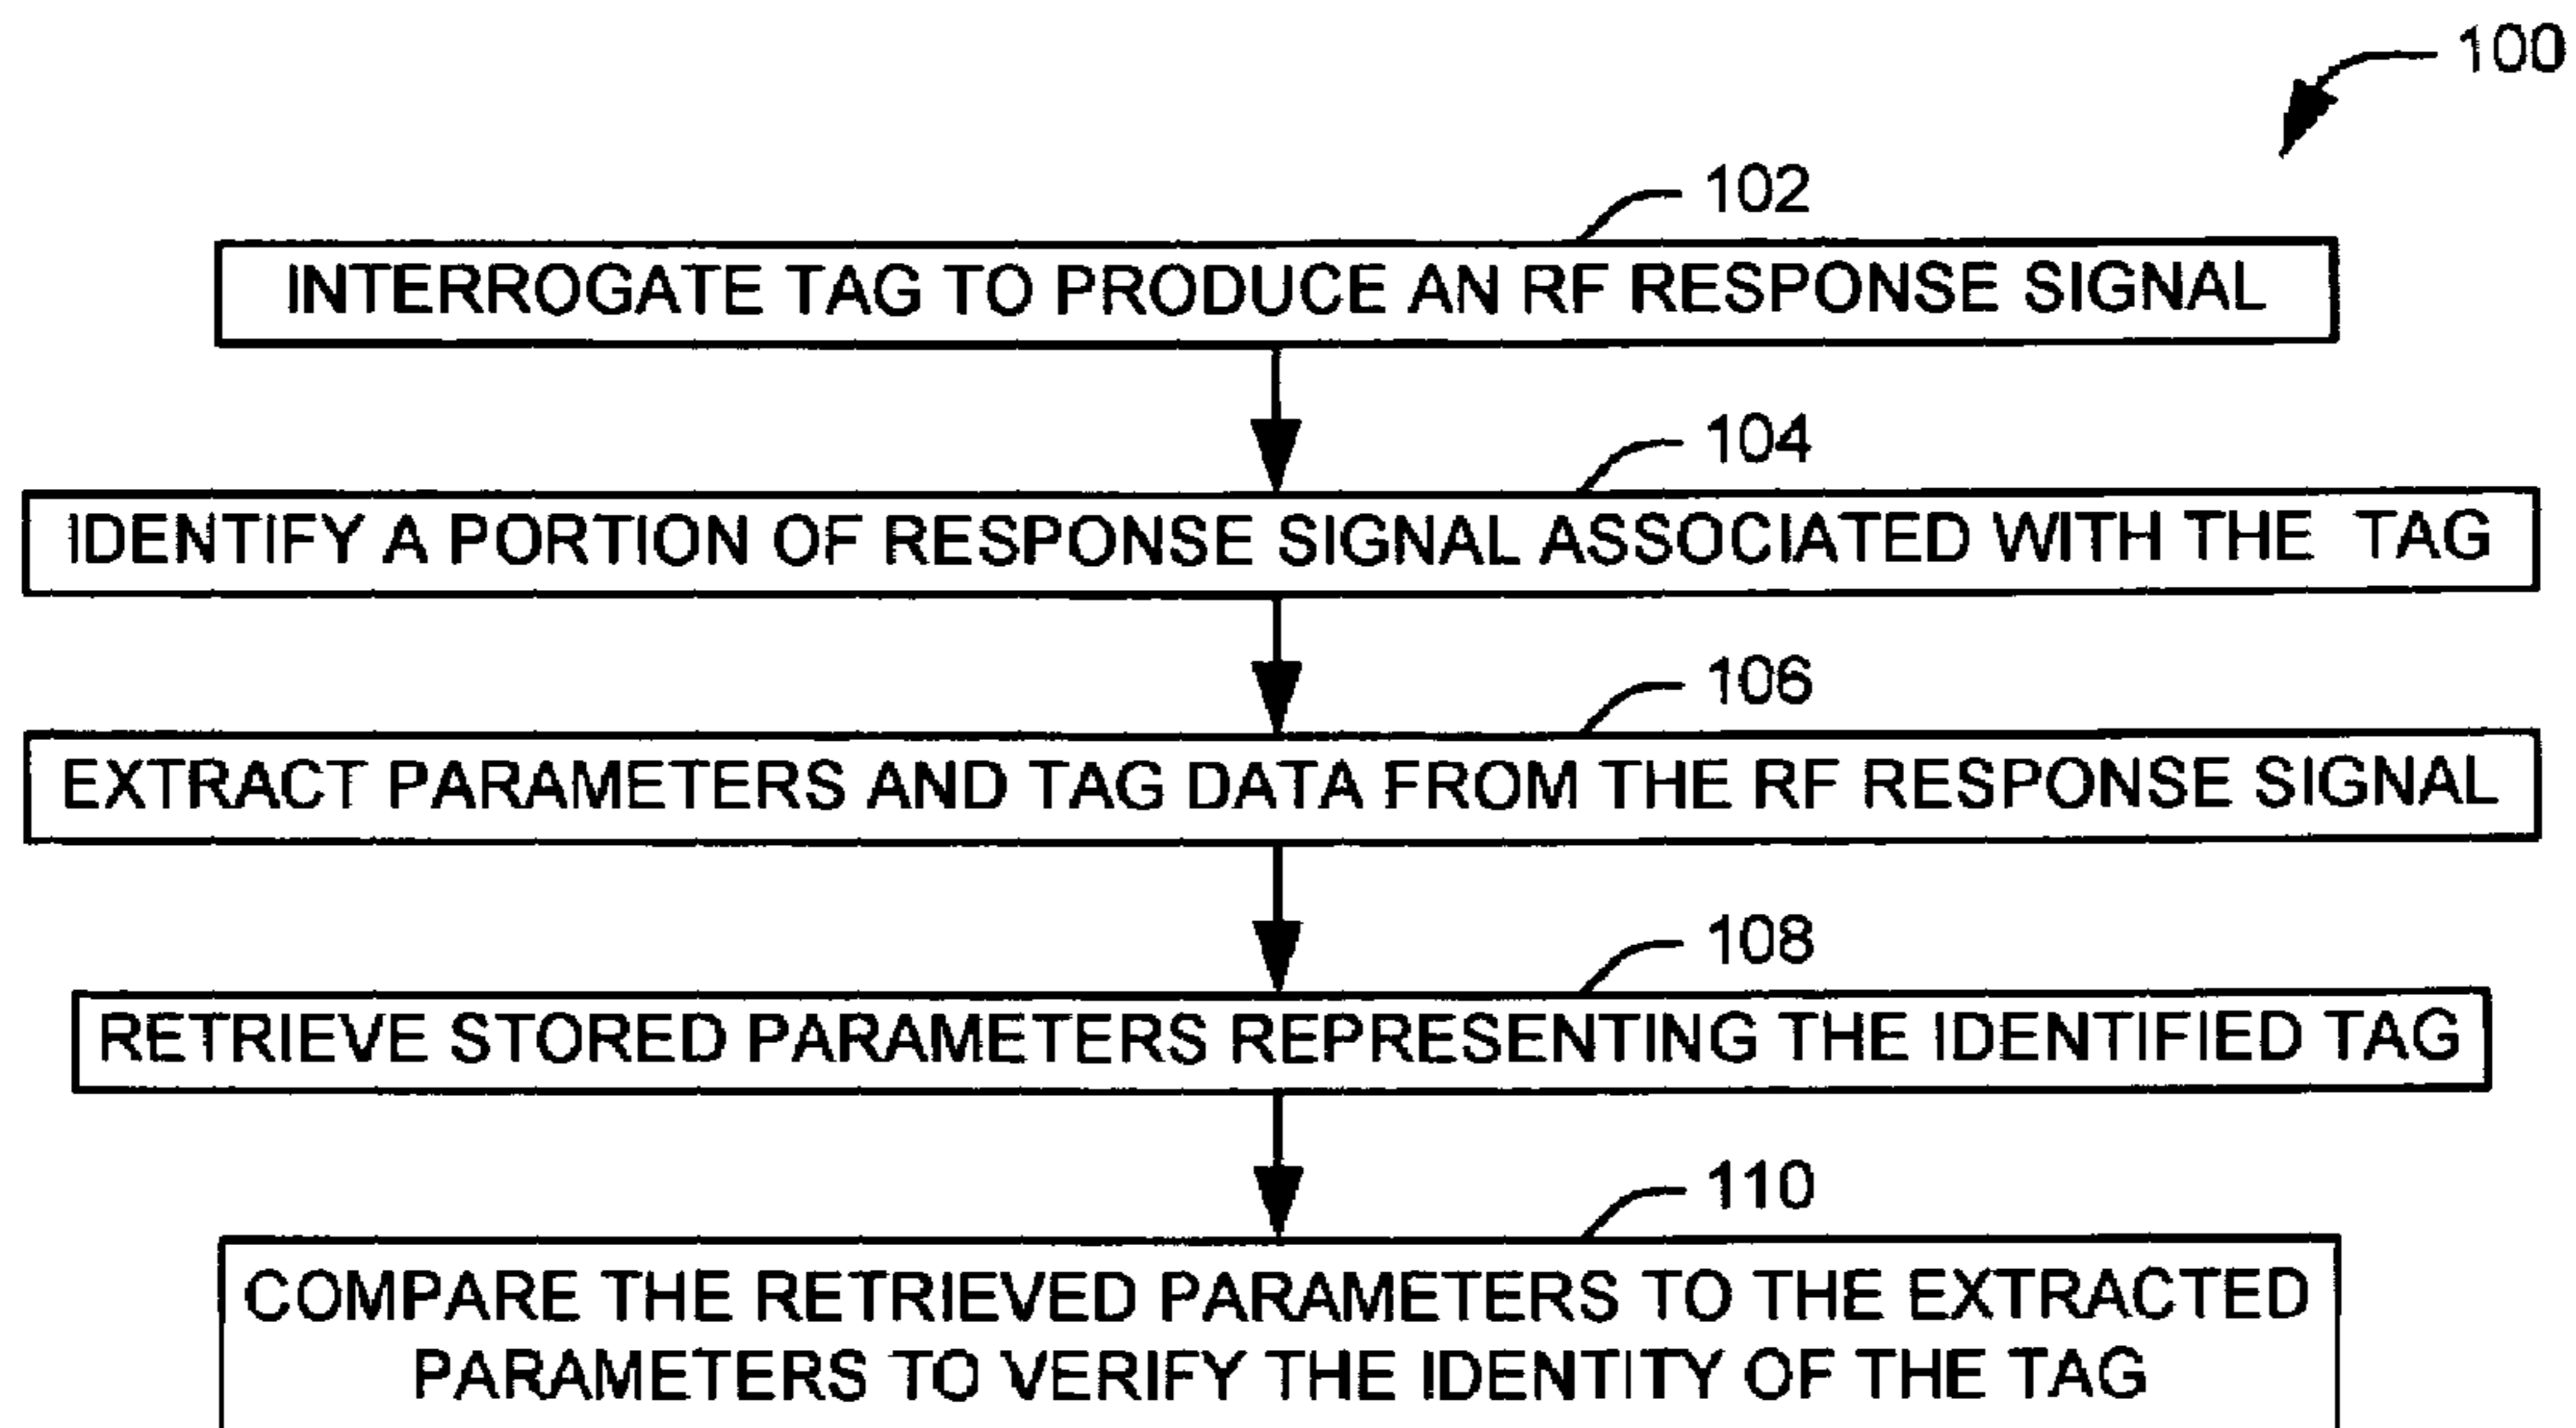 100
102
INTERROGATE TAG TO PRODUCE AN RF RESPONSE SIGNAL
104
IDENTIFY A PORTION OF RESPONSE SIGNAL ASSOCIATED WITH THE TAG
106
EXTRACT PARAMETERS AND TAG DATA FROM THE RF RESPONSE SIGNAL
108
RETRIEVE STORED PARAMETERS REPRESENTING THE IDENTIFIED TAG
110
COMPARE THE RETRIEVED PARAMETERS TO THE EXTRACTED
PARAMETERS TO VERIFY THE IDENTITY OF THE TAG